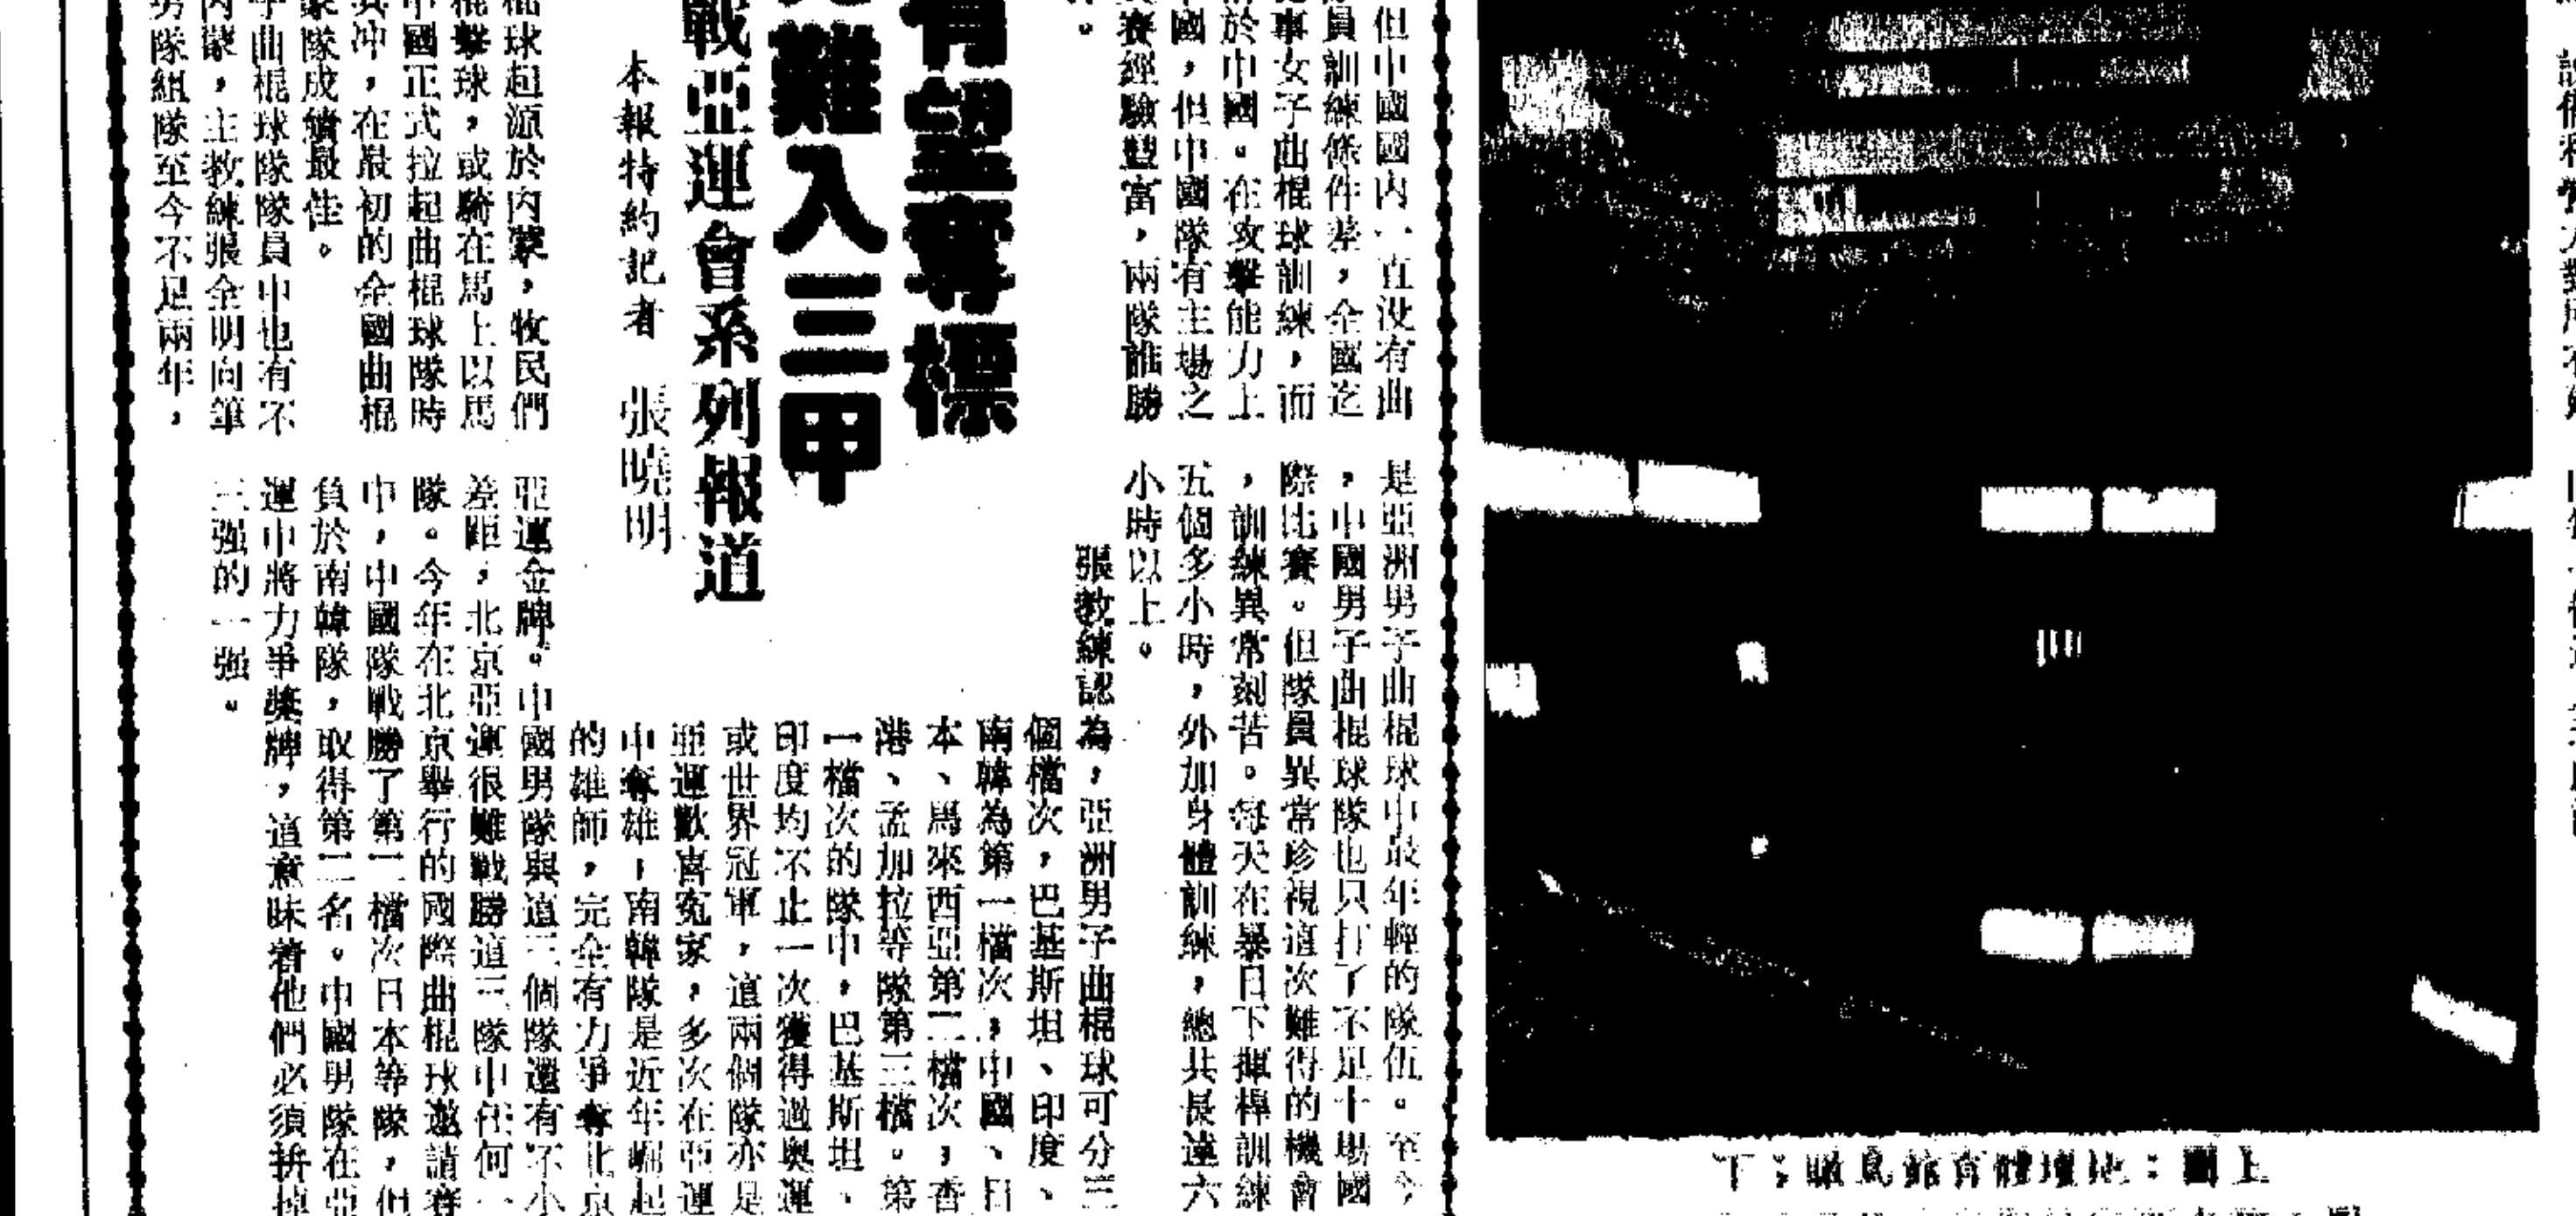 但中國國內一直没有曲
員訓練條件差，全國迄
事女子曲棍球訓練，而
於中國。在攻擊能力上
國，但中國隊有主場之
賽經驗豐富，兩隊誰勝
。
有望奪標
難入三甲
戰亞運會系列報道
本報特約記者　張曉明
棍球起源於内蒙，牧民們
棍擊球，或騎在馬上以馬
中國正式拉起曲棍球隊時
其冲，在最初的全國曲棍
蒙隊成績最佳。
手曲棍球隊隊員中也有不
内蒙，主教練張全明向筆
男隊組隊至今不足兩年，
是亞洲男子曲棍球中最年輕的隊伍。至今
，中國男子曲棍球隊也只打了不足十場國
際比賽。但隊員異常珍視這次難得的機會
，訓練異常刻苦。每天在暴日下揮桿訓練
五個多小時，外加身體訓練，總共長達六
小時以上。
張教練認為，亞洲男子曲棍球可分三
個檔次，巴基斯坦、印度、
南韓為第一檔次，中國、日
本、馬來西亞第二檔次，香
港、孟加拉等隊第三檔。第
一檔次的隊中，巴基斯坦、
印度均不止一次獲得過奧運
或世界冠軍，這兩個隊亦是
亞運歡喜冤家，多次在亞運
中奪雄，南韓隊是近年崛起
的雄師，完全有力爭奪北京
亞運金牌。中國男隊與這三個隊還有不小
差距，北京亞運很難戰勝這三隊中任何一
隊。今年在北京舉行的國際曲棍球邀請賽
中，中國隊戰勝了第二檔次日本等隊，但
負於南韓隊，取得第二名。中國男隊在亞
運中將力爭獎牌，這意味着他們必須拚掉
三强的一强。
上圖：地壇體育館鳥瞰；下